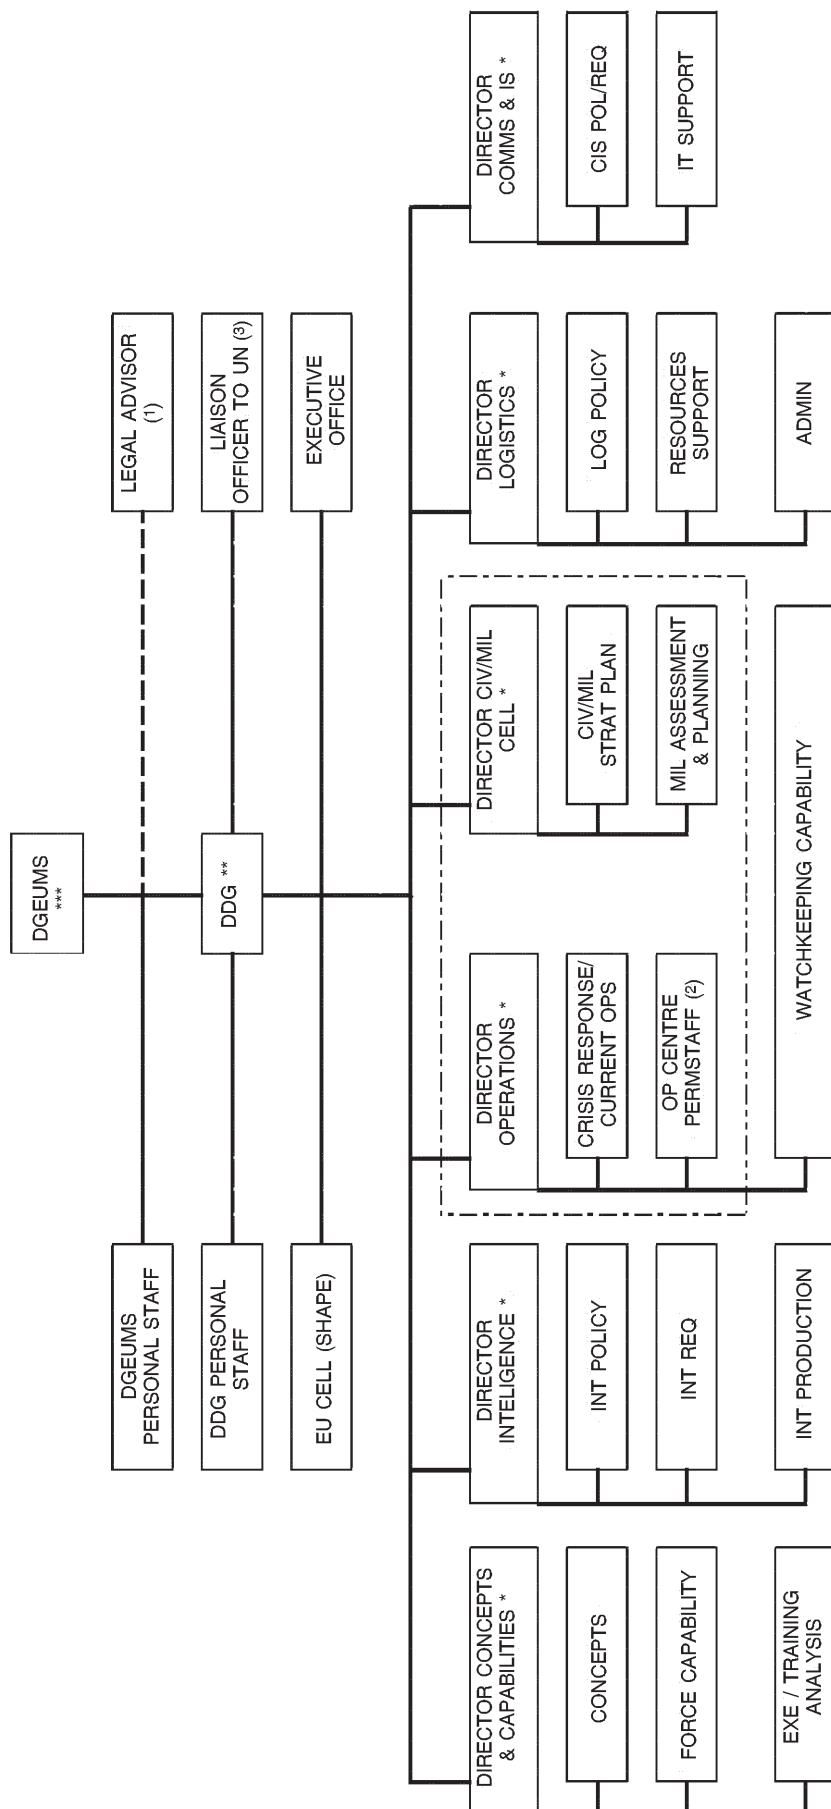 DGEUMS
***
DGEUMS
PERSONAL STAFF
LEGAL ADVISOR
(1)
DDG PERSONAL
STAFF
DDG **
LIAISON
OFFICER TO UN (3)
EU CELL (SHAPE)
EXECUTIVE
OFFICE
DIRECTOR CONCEPTS
& CAPABILITIES *
CONCEPTS
FORCE CAPABILITY
EXE / TRAINING
ANALYSIS
DIRECTOR
INTELIGENCE *
INT POLICY
INT REQ
INT PRODUCTION
DIRECTOR
OPERATIONS *
CRISIS RESPONSE/
CURRENT OPS
OP CENTRE
PERMSTAFF (2)
WATCHKEEPING CAPABILITY
DIRECTOR CIV/MIL
CELL *
CIV/MIL
STRAT PLAN
MIL ASSESSMENT
& PLANNING
DIRECTOR
LOGISTICS *
LOG POLICY
RESOURCES
SUPPORT
ADMIN
DIRECTOR
COMMS & IS *
CIS POL/REQ
IT SUPPORT